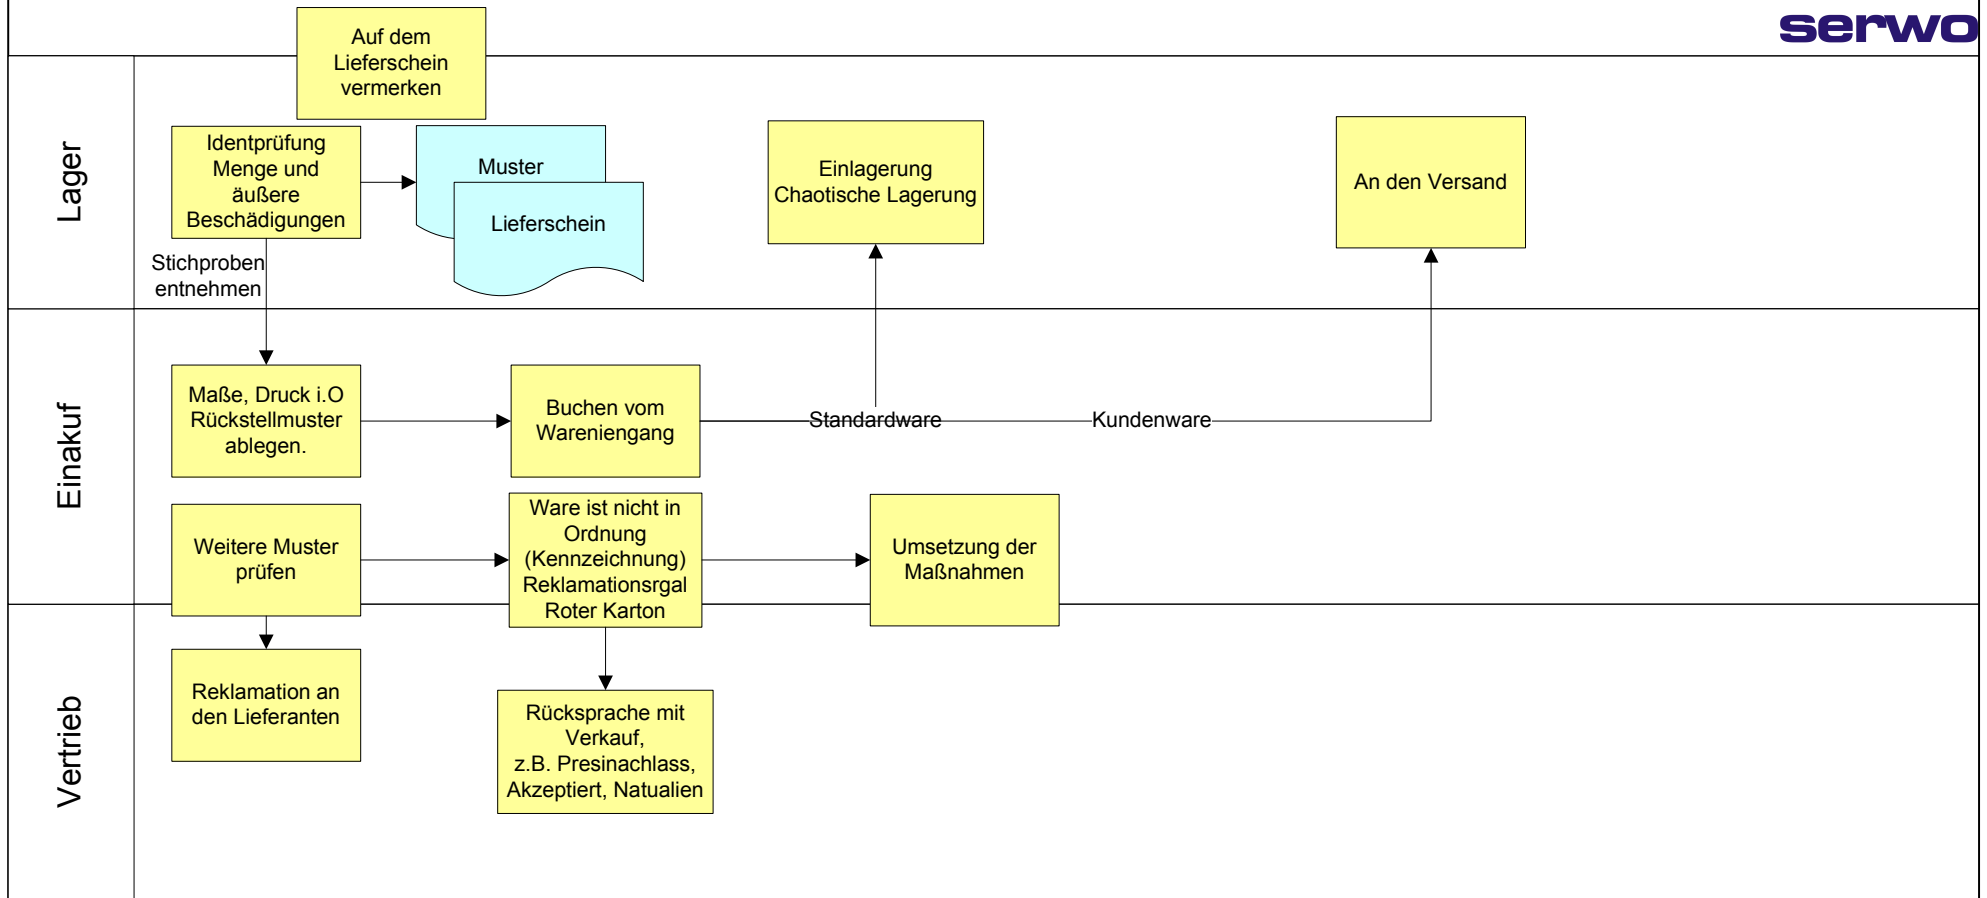 serwo
Auf dem
Lieferschein
vermerken
Lager
Identprüfung
Menge und
äußere
Beschädigungen
Muster
Lieferschein
Einlagerung
Chaotische Lagerung
An den Versand
Stichproben
entnehmen
Einakuf
Maße, Druck i.O
Rückstellmuster
ablegen.
Buchen vom
Wareniengang
Standardware
Kundenware
Weitere Muster
prüfen
Ware ist nicht in
Ordnung
(Kennzeichnung)
Reklamationsrgal
Roter Karton
Umsetzung der
Maßnahmen
Vertrieb
Reklamation an
den Lieferanten
Rücksprache mit
Verkauf,
z.B. Presinachlass,
Akzeptiert, Natualien